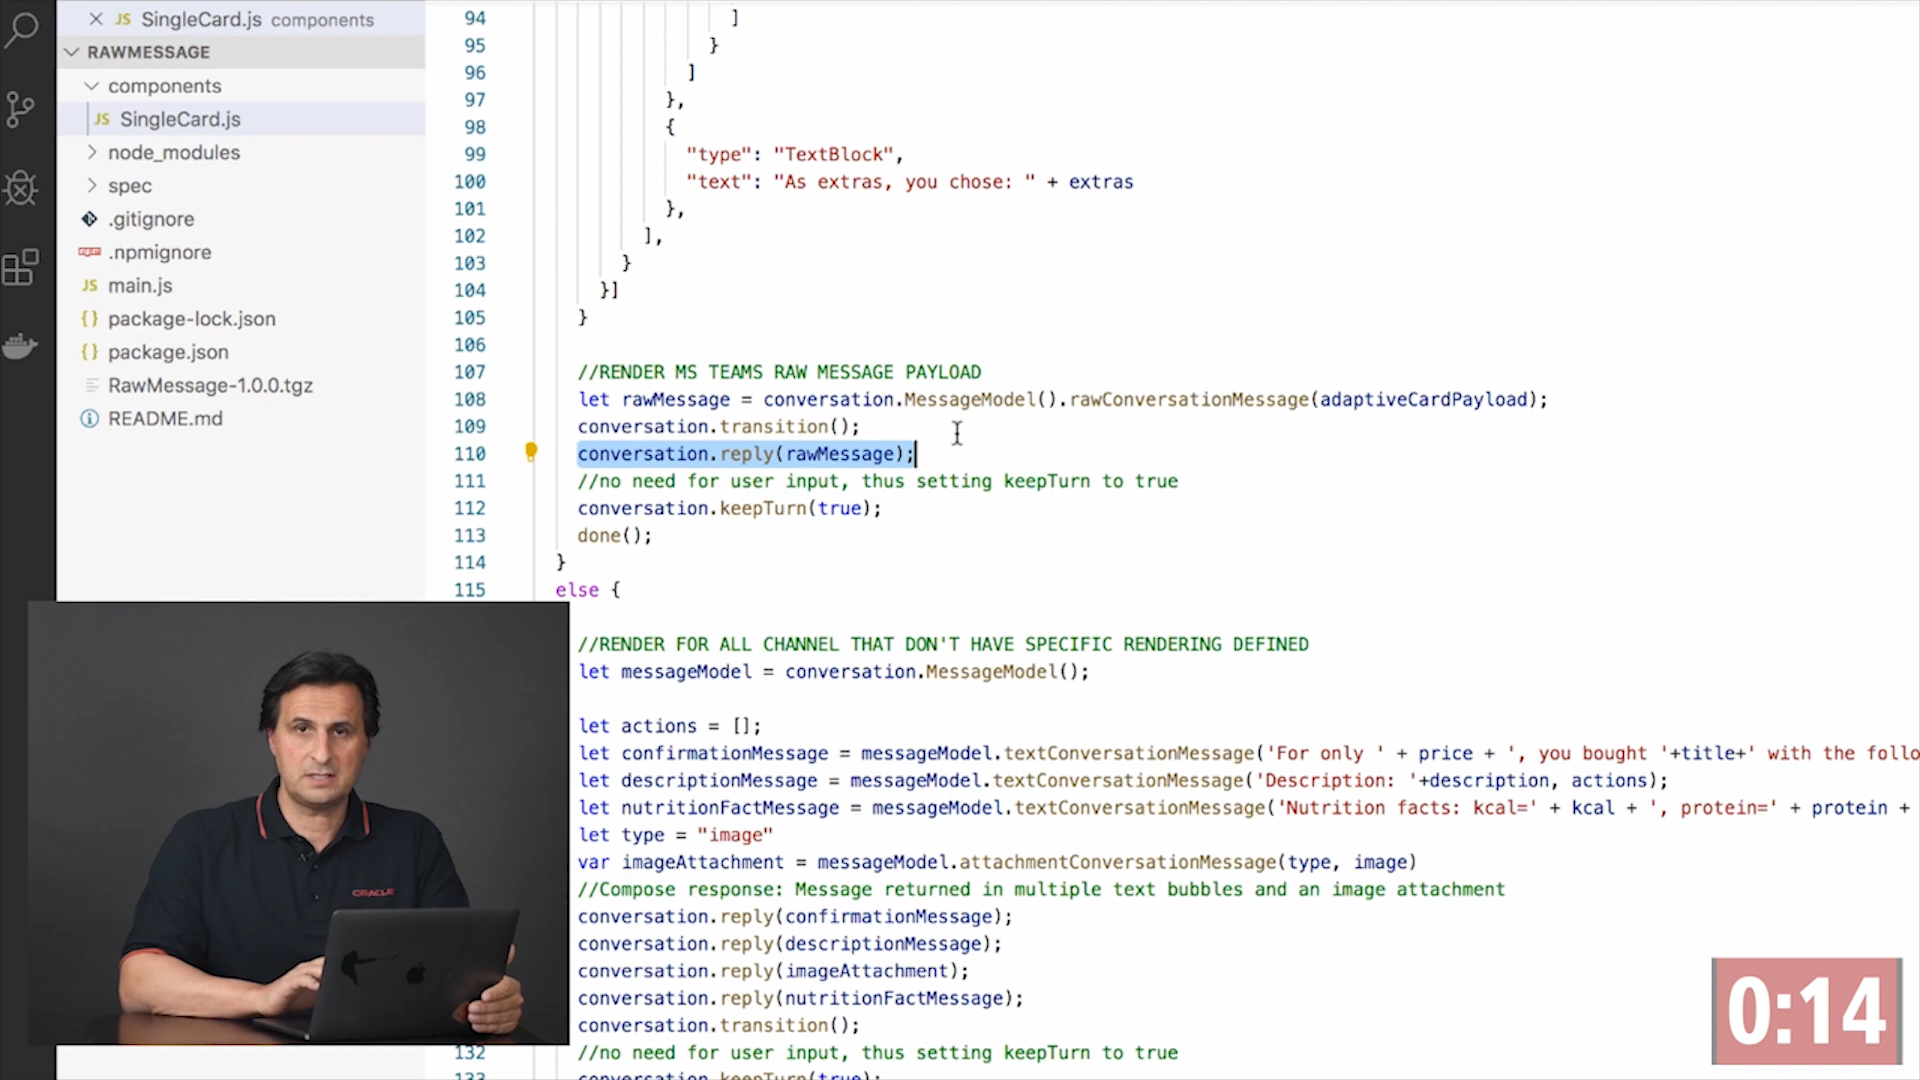 SingleCard.js components
RAWMESSAGE
components
JS SingleCard.js
node_modules
spec
.gitignore
.npmignore
JS main.js
{} package-lock.json
{} package.json
RawMessage-1.0.0.tgz
README.md
94 ]
95 }
96 ]
97 },
98 {
99 "type": "TextBlock",
100 "text": "As extras, you chose: " + extras
101 },
102 ],
103 }
104 }]
105 }
106
107 //RENDER MS TEAMS RAW MESSAGE PAYLOAD
108 let rawMessage = conversation.MessageModel().rawConversationMessage(adaptiveCardPayload);
109 conversation.transition();
110 conversation.reply(rawMessage);
111 //no need for user input, thus setting keepTurn to true
112 conversation.keepTurn(true);
113 done();
114 }
115 else {
//RENDER FOR ALL CHANNEL THAT DON'T HAVE SPECIFIC RENDERING DEFINED
let messageModel = conversation.MessageModel();
let actions = [];
let confirmationMessage = messageModel.textConversationMessage('For only ' + price + ', you bought '+title+' with the follo
let descriptionMessage = messageModel.textConversationMessage('Description: '+description, actions);
let nutritionFactMessage = messageModel.textConversationMessage('Nutrition facts: kcal=' + kcal + ', protein=' + protein +
let type = "image"
var imageAttachment = messageModel.attachmentConversationMessage(type, image)
//Compose response: Message returned in multiple text bubbles and an image attachment
conversation.reply(confirmationMessage);
conversation.reply(descriptionMessage);
conversation.reply(imageAttachment);
conversation.reply(nutritionFactMessage);
conversation.transition();
132 //no need for user input, thus setting keepTurn to true
133 conversation.keepTurn(true);
ORACLE
0:14